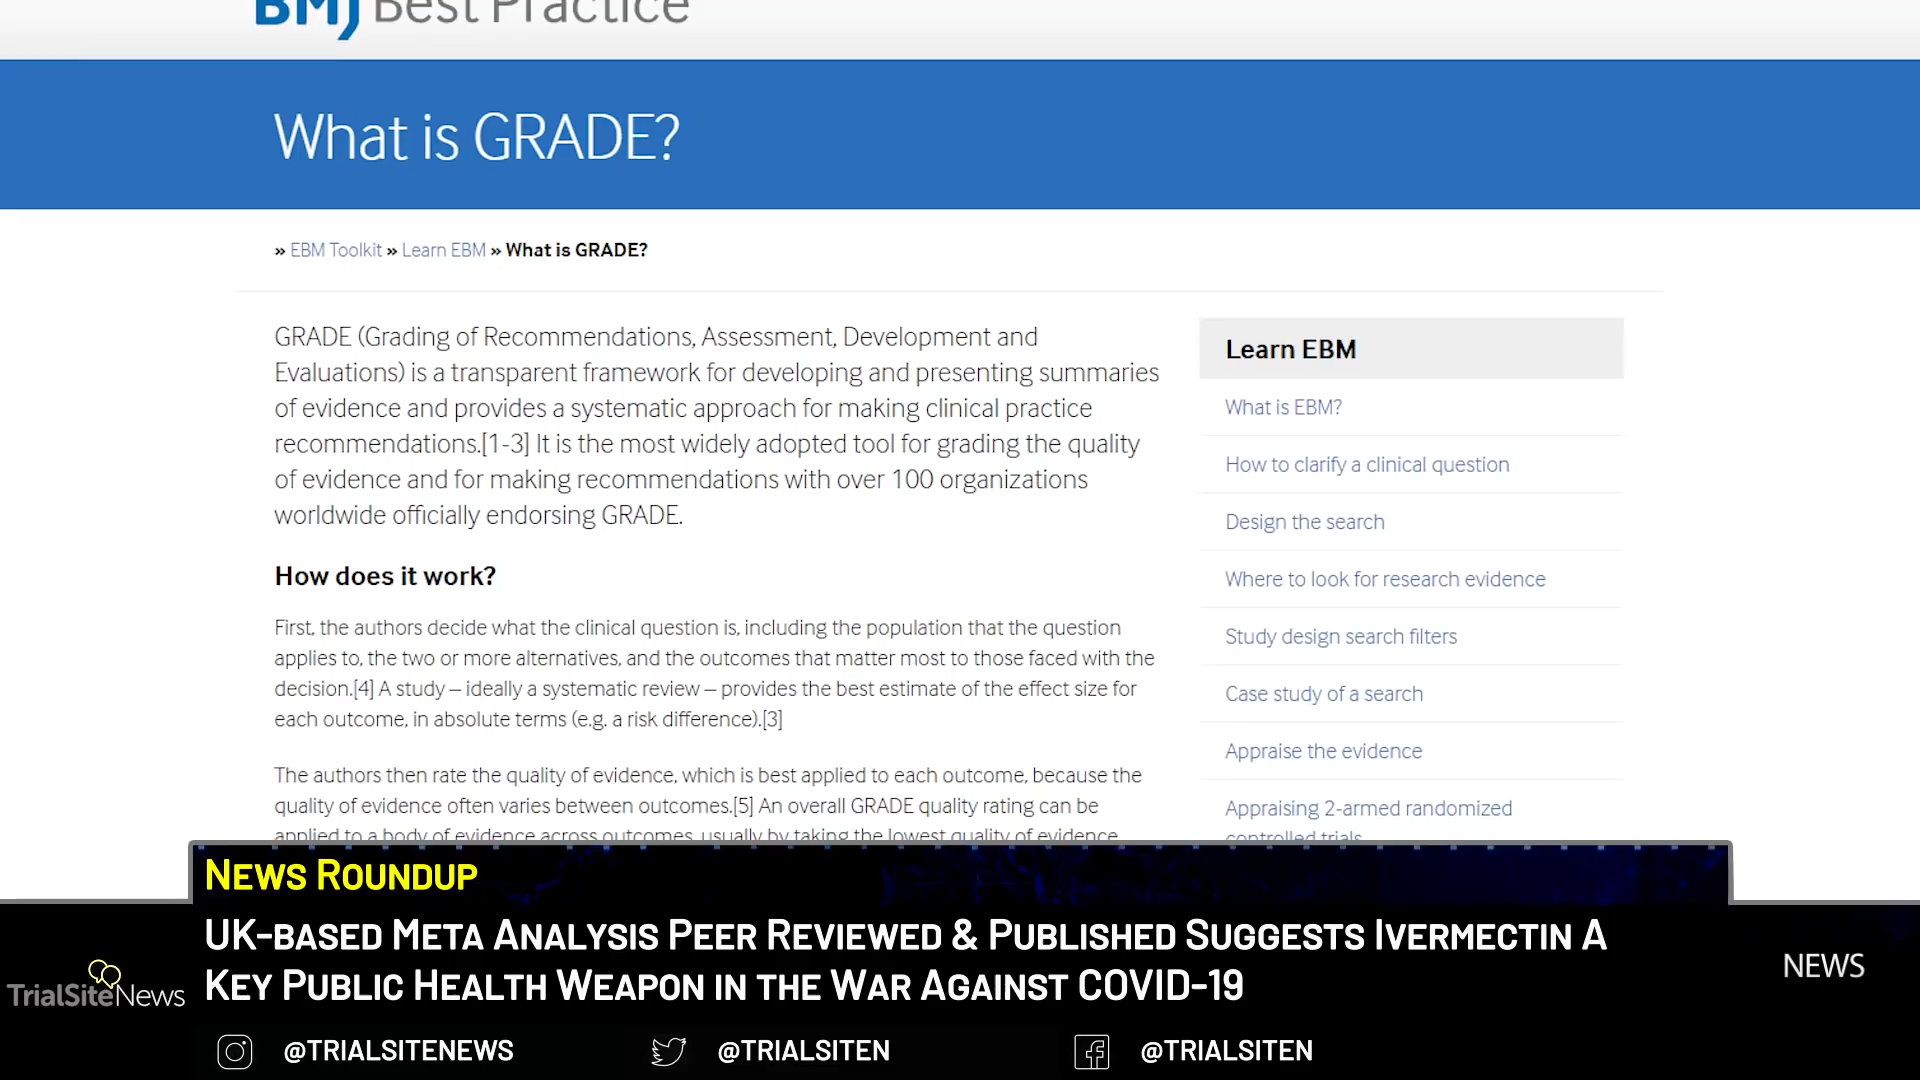 BMJ Best Practice
What is GRADE?
» EBM Toolkit » Learn EBM » What is GRADE?
GRADE (Grading of Recommendations, Assessment, Development and
Evaluations) is a transparent framework for developing and presenting summaries
of evidence and provides a systematic approach for making clinical practice
recommendations.[1-3] It is the most widely adopted tool for grading the quality
of evidence and for making recommendations with over 100 organizations
worldwide officially endorsing GRADE.
How does it work?
First, the authors decide what the clinical question is, including the population that the question
applies to, the two or more alternatives, and the outcomes that matter most to those faced with the
decision.[4] A study – ideally a systematic review – provides the best estimate of the effect size for
each outcome, in absolute terms (e.g. a risk difference).[3]
The authors then rate the quality of evidence, which is best applied to each outcome, because the
quality of evidence often varies between outcomes.[5] An overall GRADE quality rating can be
applied to a body of evidence across outcomes, usually by taking the lowest quality of evidence
Learn EBM
What is EBM?
How to clarify a clinical question
Design the search
Where to look for research evidence
Study design search filters
Case study of a search
Appraise the evidence
Appraising 2-armed randomized
controlled trials
News Roundup
UK-based Meta Analysis Peer Reviewed & Published Suggests Ivermectin A
Key Public Health Weapon in the War Against COVID-19
TrialSiteNews
NEWS
@TRIALSITENEWS
@TRIALSITEN
@TRIALSITEN